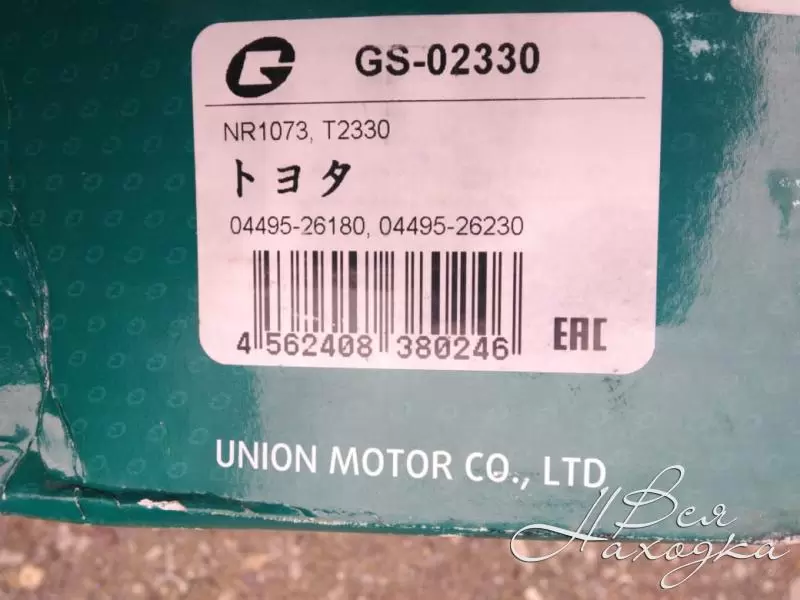 G GS-02330
NR1073, T2330
トヨタ
04495-26180, 04495-26230
4 562408 380246
EAC
UNION MOTOR CO., LTD
Вся
Находка